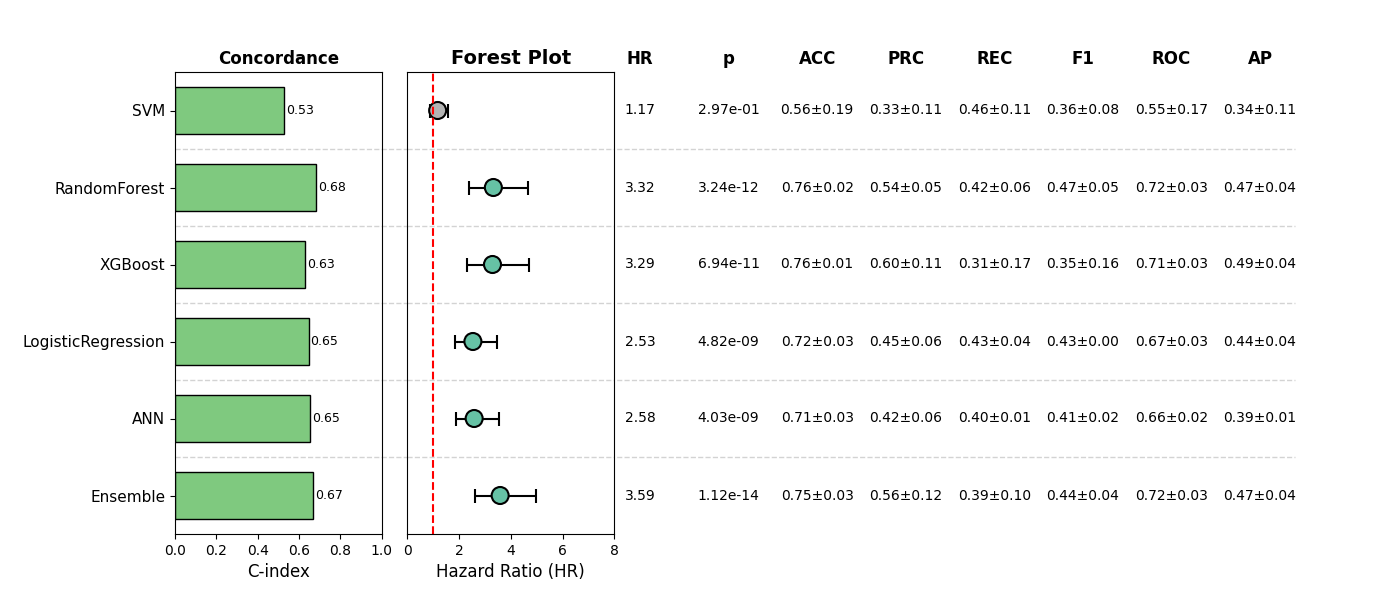 Concordance Forest Plot HR p ACC PRC REC F1 ROC AP
SVM 0.53 1.17 2.97e-01 0.56±0.19 0.33±0.11 0.46±0.11 0.36±0.08 0.55±0.17 0.34±0.11
RandomForest 0.68 3.32 3.24e-12 0.76±0.02 0.54±0.05 0.42±0.06 0.47±0.05 0.72±0.03 0.47±0.04
XGBoost 0.63 3.29 6.94e-11 0.76±0.01 0.60±0.11 0.31±0.17 0.35±0.16 0.71±0.03 0.49±0.04
LogisticRegression 0.65 2.53 4.82e-09 0.72±0.03 0.45±0.06 0.43±0.04 0.43±0.00 0.67±0.03 0.44±0.04
ANN 0.65 2.58 4.03e-09 0.71±0.03 0.42±0.06 0.40±0.01 0.41±0.02 0.66±0.02 0.39±0.01
Ensemble 0.67 3.59 1.12e-14 0.75±0.03 0.56±0.12 0.39±0.10 0.44±0.04 0.72±0.03 0.47±0.04
0.0 0.2 0.4 0.6 0.8 1.0 0 2 4 6 8
C-index Hazard Ratio (HR)